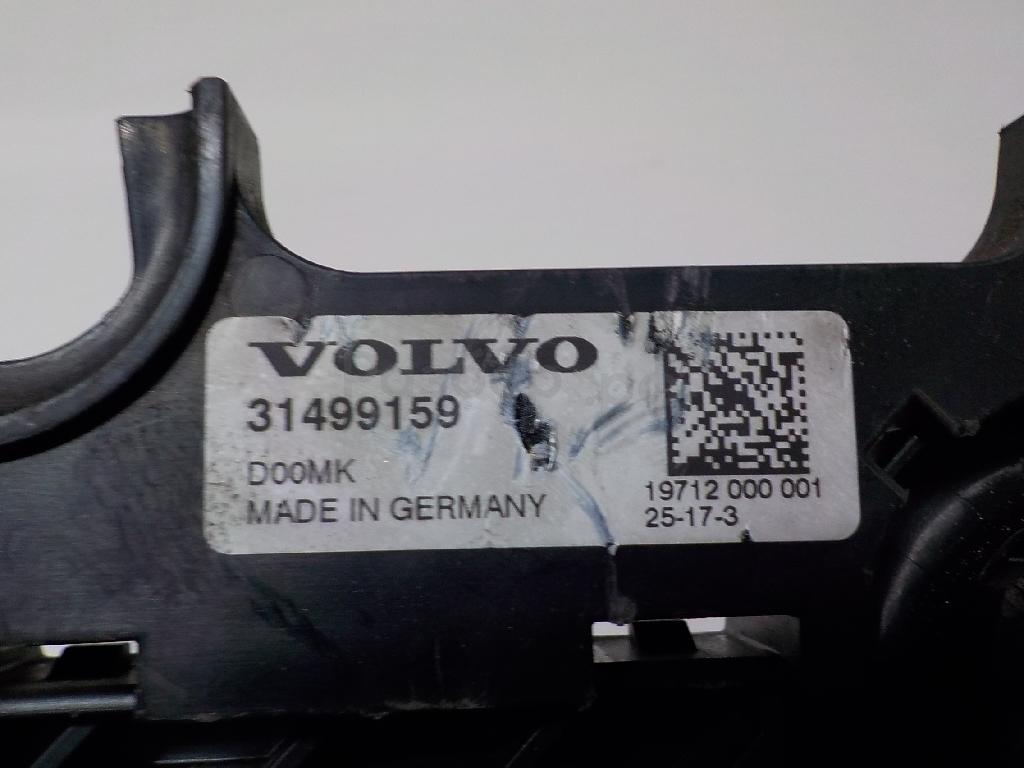 VOLVO
31499159
D00MK
MADE IN GERMANY
19712 000 001
25-17-3